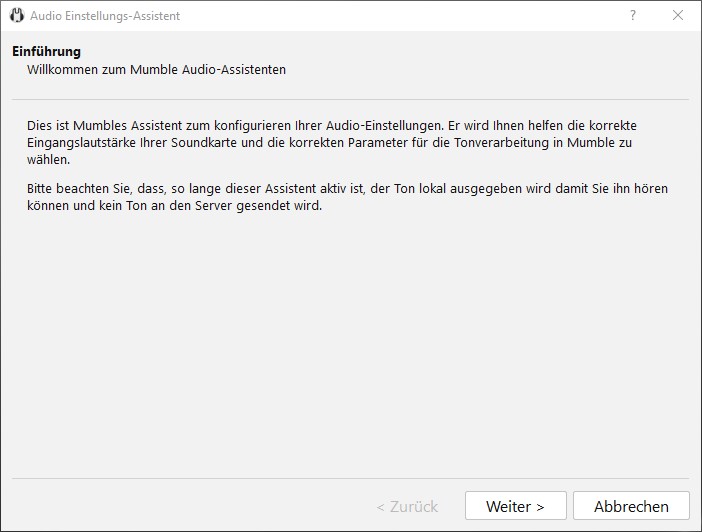 Audio Einstellungs-Assistent
?
Einführung
Willkommen zum Mumble Audio-Assistenten
Dies ist Mumbles Assistent zum konfigurieren Ihrer Audio-Einstellungen. Er wird Ihnen helfen die korrekte
Eingangslautstärke Ihrer Soundkarte und die korrekten Parameter für die Tonverarbeitung in Mumble zu
wählen.
Bitte beachten Sie, dass, so lange dieser Assistent aktiv ist, der Ton lokal ausgegeben wird damit Sie ihn hören
können und kein Ton an den Server gesendet wird.
< Zurück
Weiter >
Abbrechen